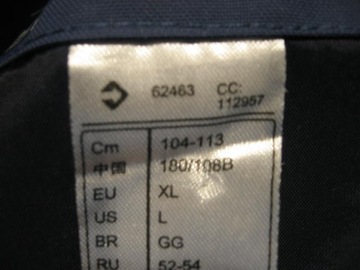 62463 CC:
112957
Cm 104-113
中国 180/108B
EU XL
US L
BR GG
RU 52-54